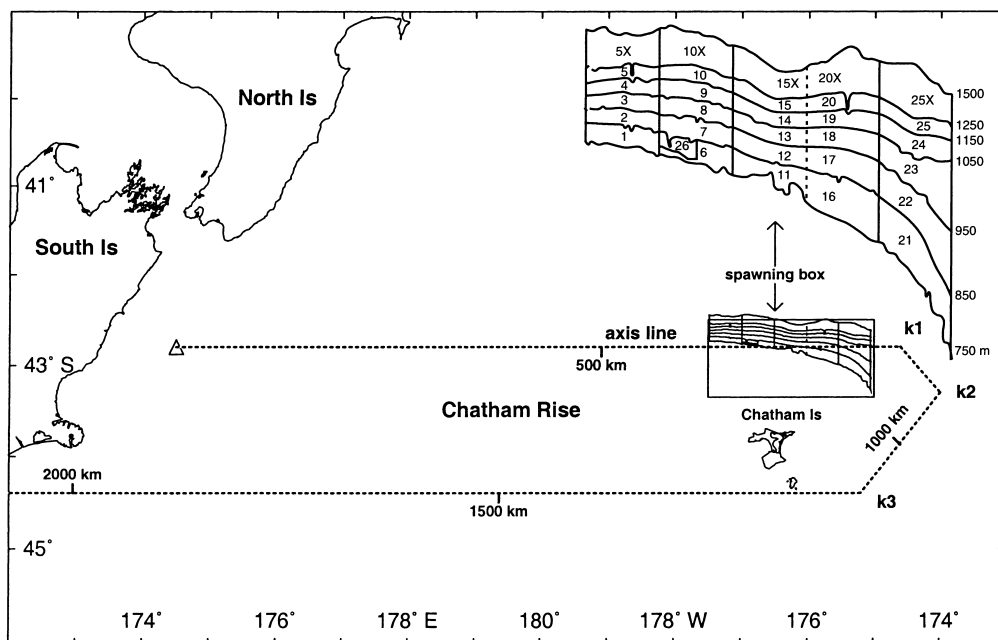 North Is
41°
South Is
43° S
45°
5X
10X
15X
20X
25X
5
10
15
20
25
4
9
14
19
24
3
8
13
18
23
2
7
12
17
22
1
26
6
11
16
21
1500
1250
1150
1050
950
850
750 m
spawning box
axis line
500 km
k1
k2
1000 km
k3
Chatham Rise
Chatham Is
2000 km
1500 km
174°
176°
178° E
180°
178° W
176°
174°